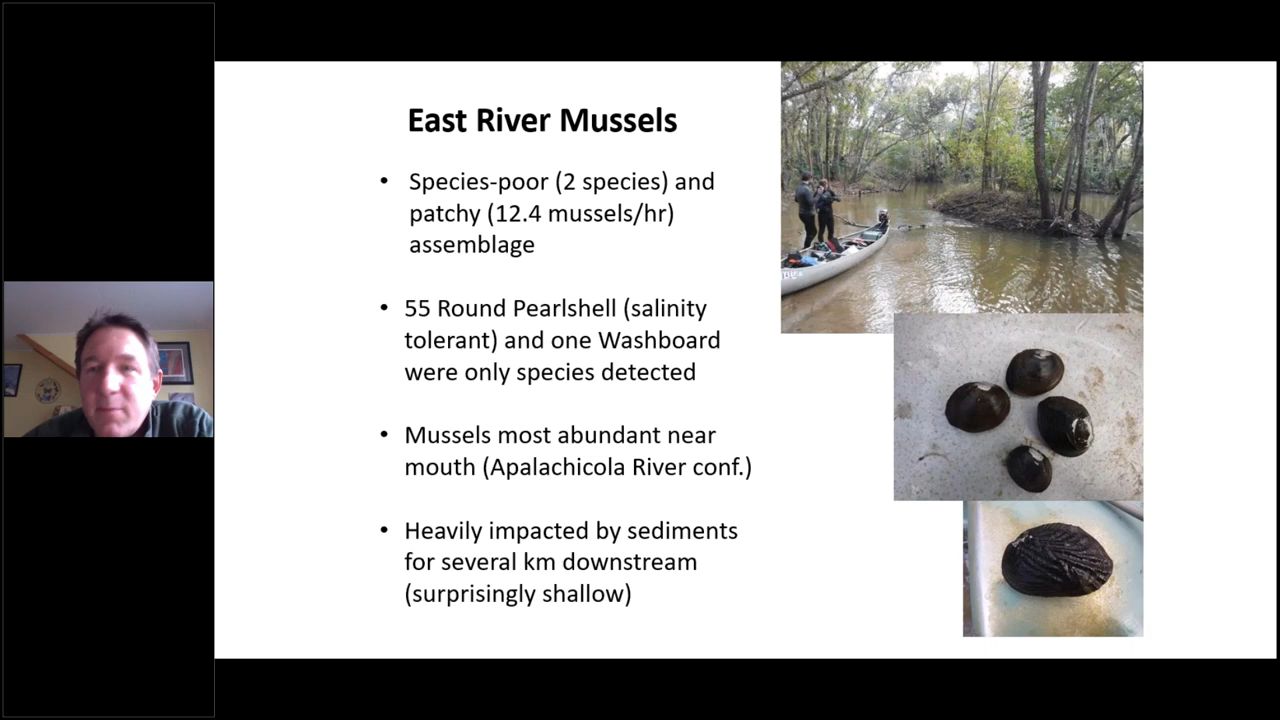 East River Mussels
• Species-poor (2 species) and
patchy (12.4 mussels/hr)
assemblage
• 55 Round Pearlshell (salinity
tolerant) and one Washboard
were only species detected
• Mussels most abundant near
mouth (Apalachicola River conf.)
• Heavily impacted by sediments
for several km downstream
(surprisingly shallow)